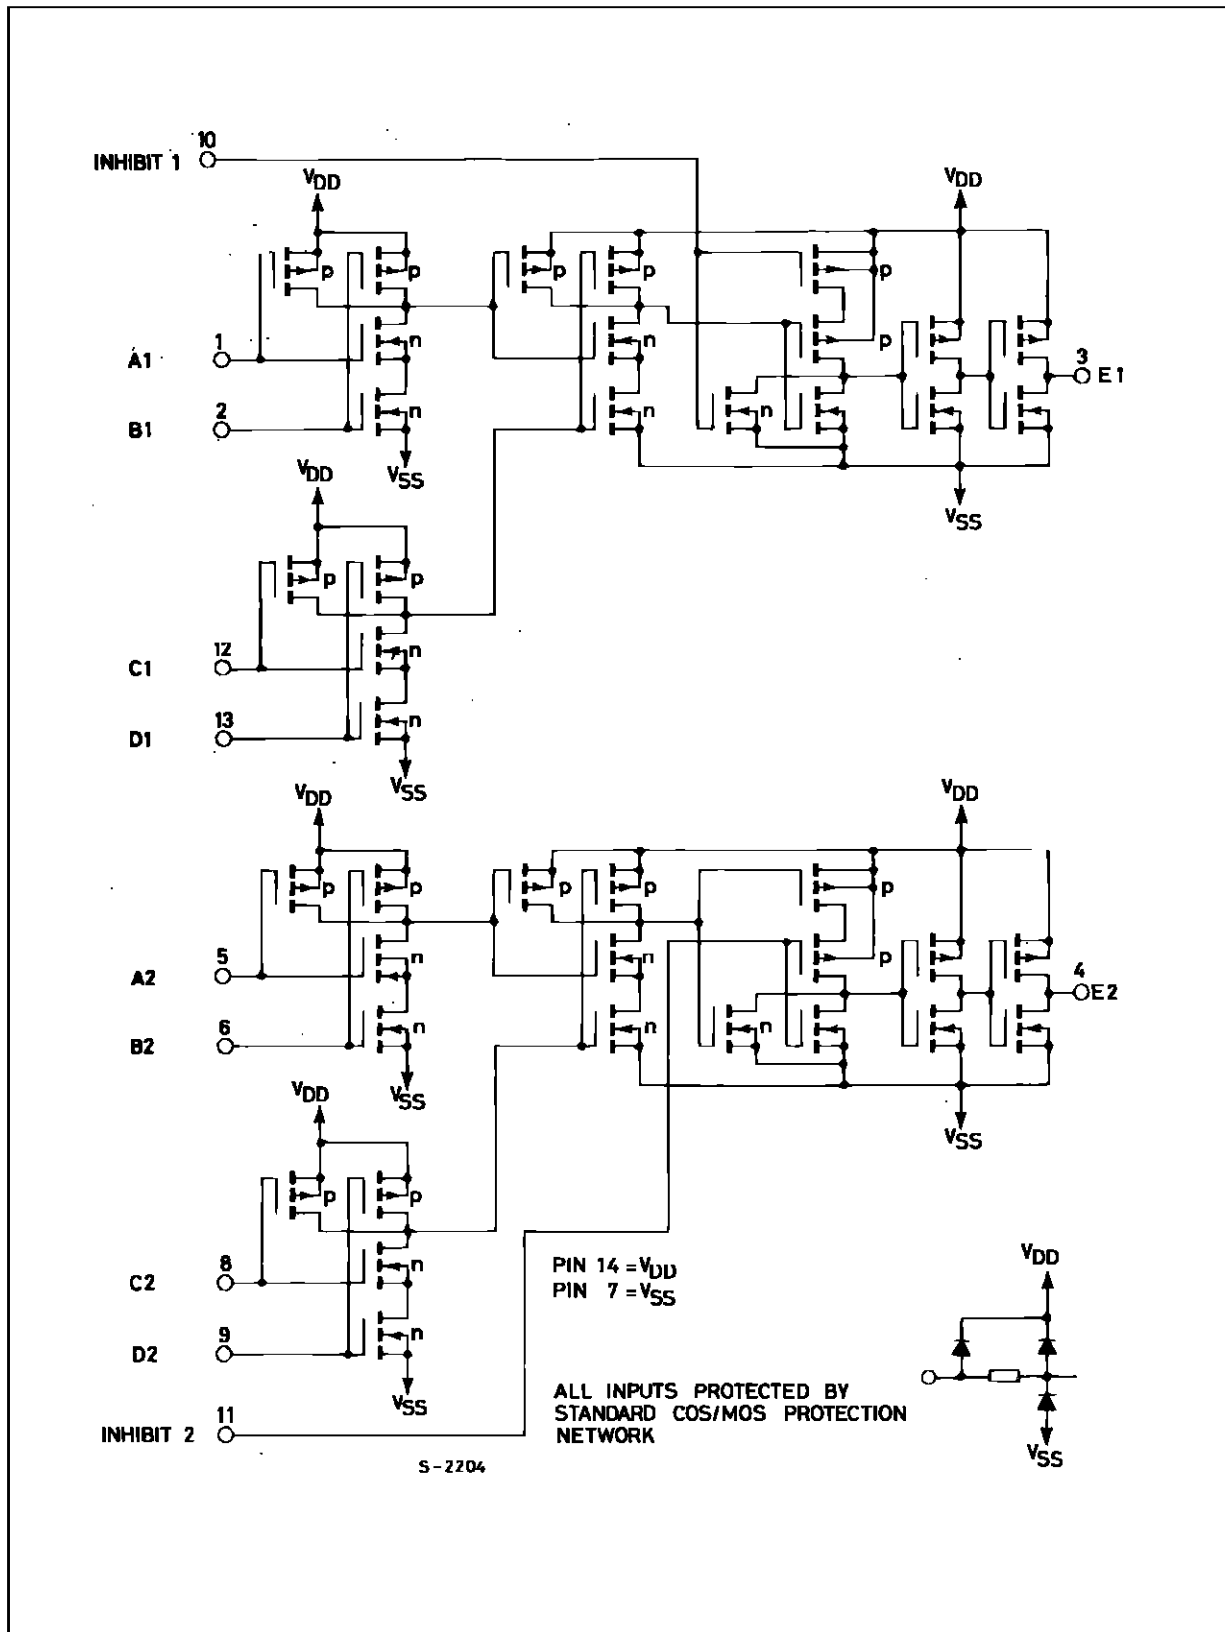 10
INHIBIT 1
VDD
VDD
p
p
p
p
p
1
n
n
p
3
A1
E1
2
n
n
n
B1
VDD
VSS
VSS
p
p
12
n
C1
13
n
D1
VSS
VDD
VDD
p
p
p
p
p
5
n
n
p
4
A2
E2
6
n
n
n
B2
VSS
VDD
VSS
p
p
8
n
PIN 14 = VDD
VDD
C2
PIN 7 = VSS
9
n
D2
VSS
ALL INPUTS PROTECTED BY
STANDARD COS/MOS PROTECTION
NETWORK
11
INHIBIT 2
VSS
S-2204